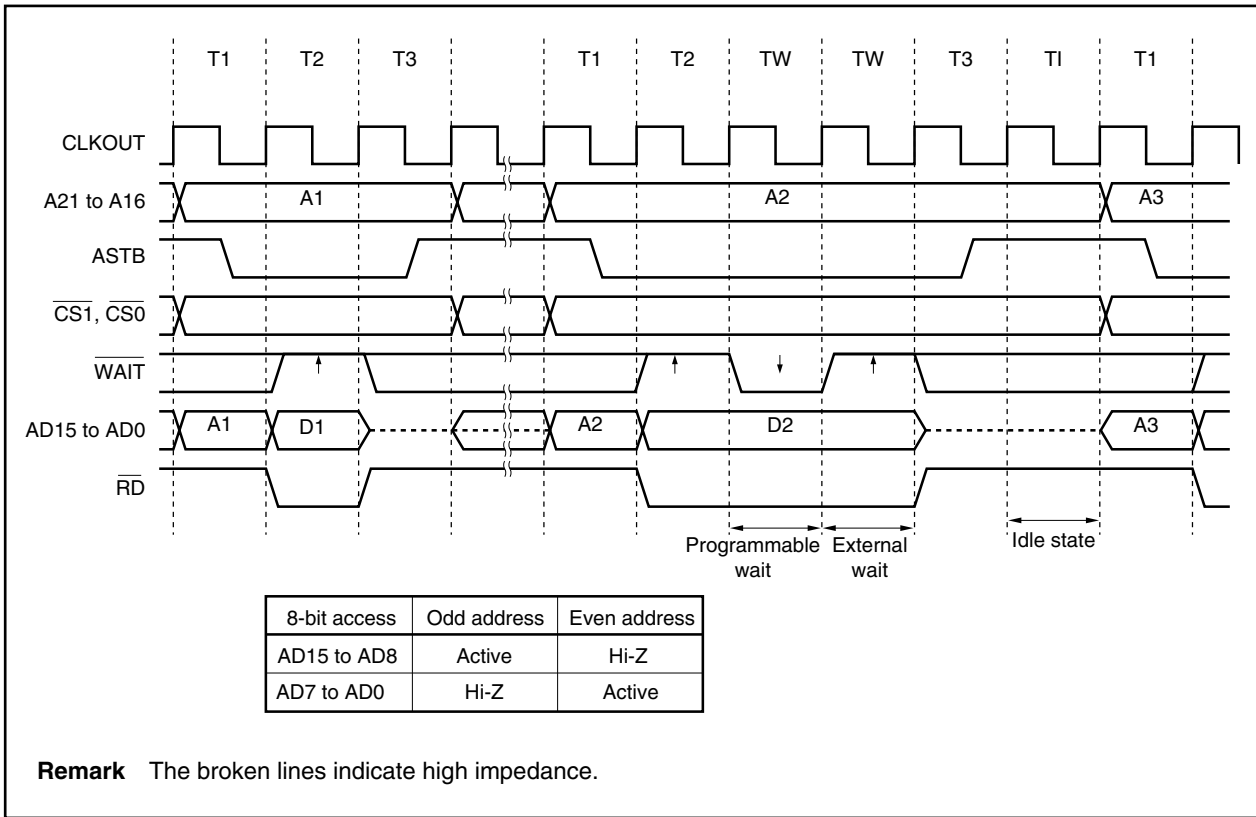 T1 T2 T3 T1 T2 TW TW T3 TI T1
CLKOUT
A21 to A16 A1 A2 A3
ASTB
CS1, CS0
WAIT
AD15 to AD0 A1 D1 A2 D2 A3
RD
Programmable wait
External wait
Idle state
8-bit access Odd address Even address
AD15 to AD8 Active Hi-Z
AD7 to AD0 Hi-Z Active
Remark The broken lines indicate high impedance.